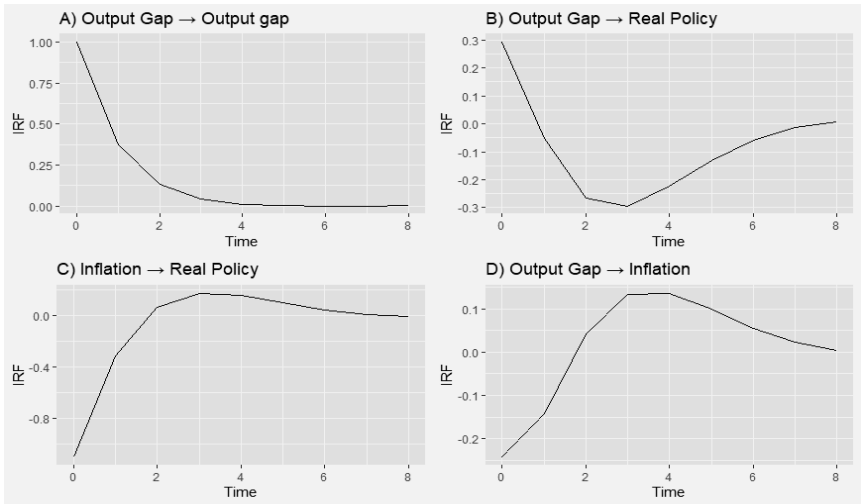 A) Output Gap → Output gap
1.00
0.75
0.50
0.25
0.00
IRF
0 2 4 6 8
Time
B) Output Gap → Real Policy
0.3
0.2
0.1
0.0
-0.1
-0.2
-0.3
IRF
0 2 4 6 8
Time
C) Inflation → Real Policy
0.0
-0.4
-0.8
IRF
0 2 4 6 8
Time
D) Output Gap → Inflation
0.1
0.0
-0.1
-0.2
IRF
0 2 4 6 8
Time